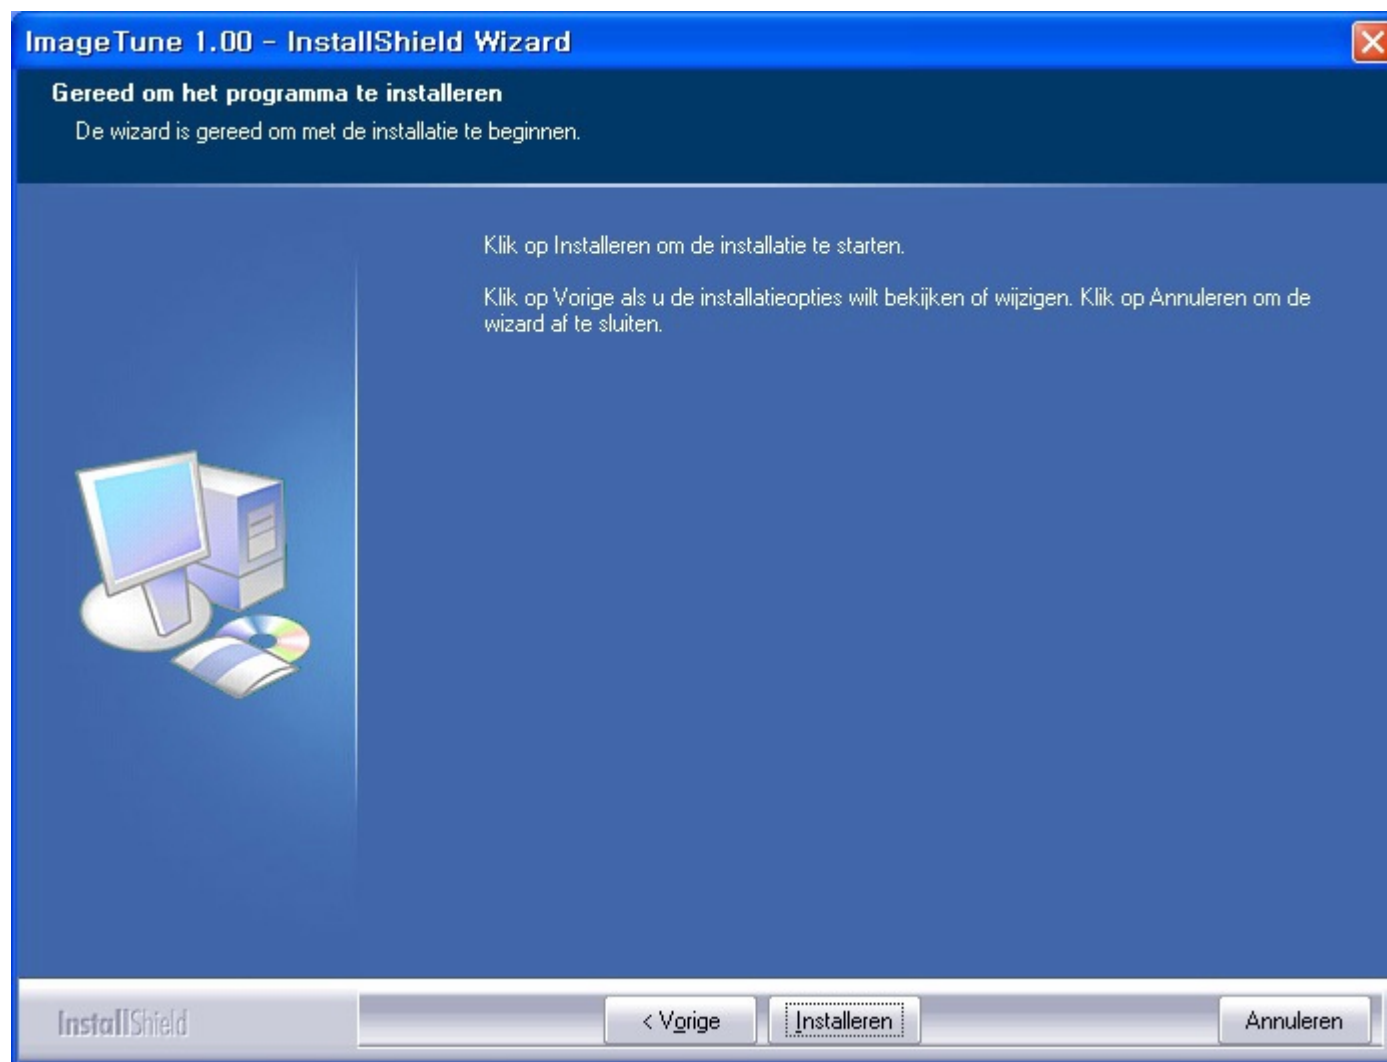 ImageTune 1.00 - InstallShield Wizard
Gereed om het programma te installeren
De wizard is gereed om met de installatie te beginnen.
Klik op Installeren om de installatie te starten.
Klik op Vorige als u de installatieopties wilt bekijken of wijzigen. Klik op Annuleren om de
wizard af te sluiten.
InstallShield
< Vorige
Installeren
Annuleren